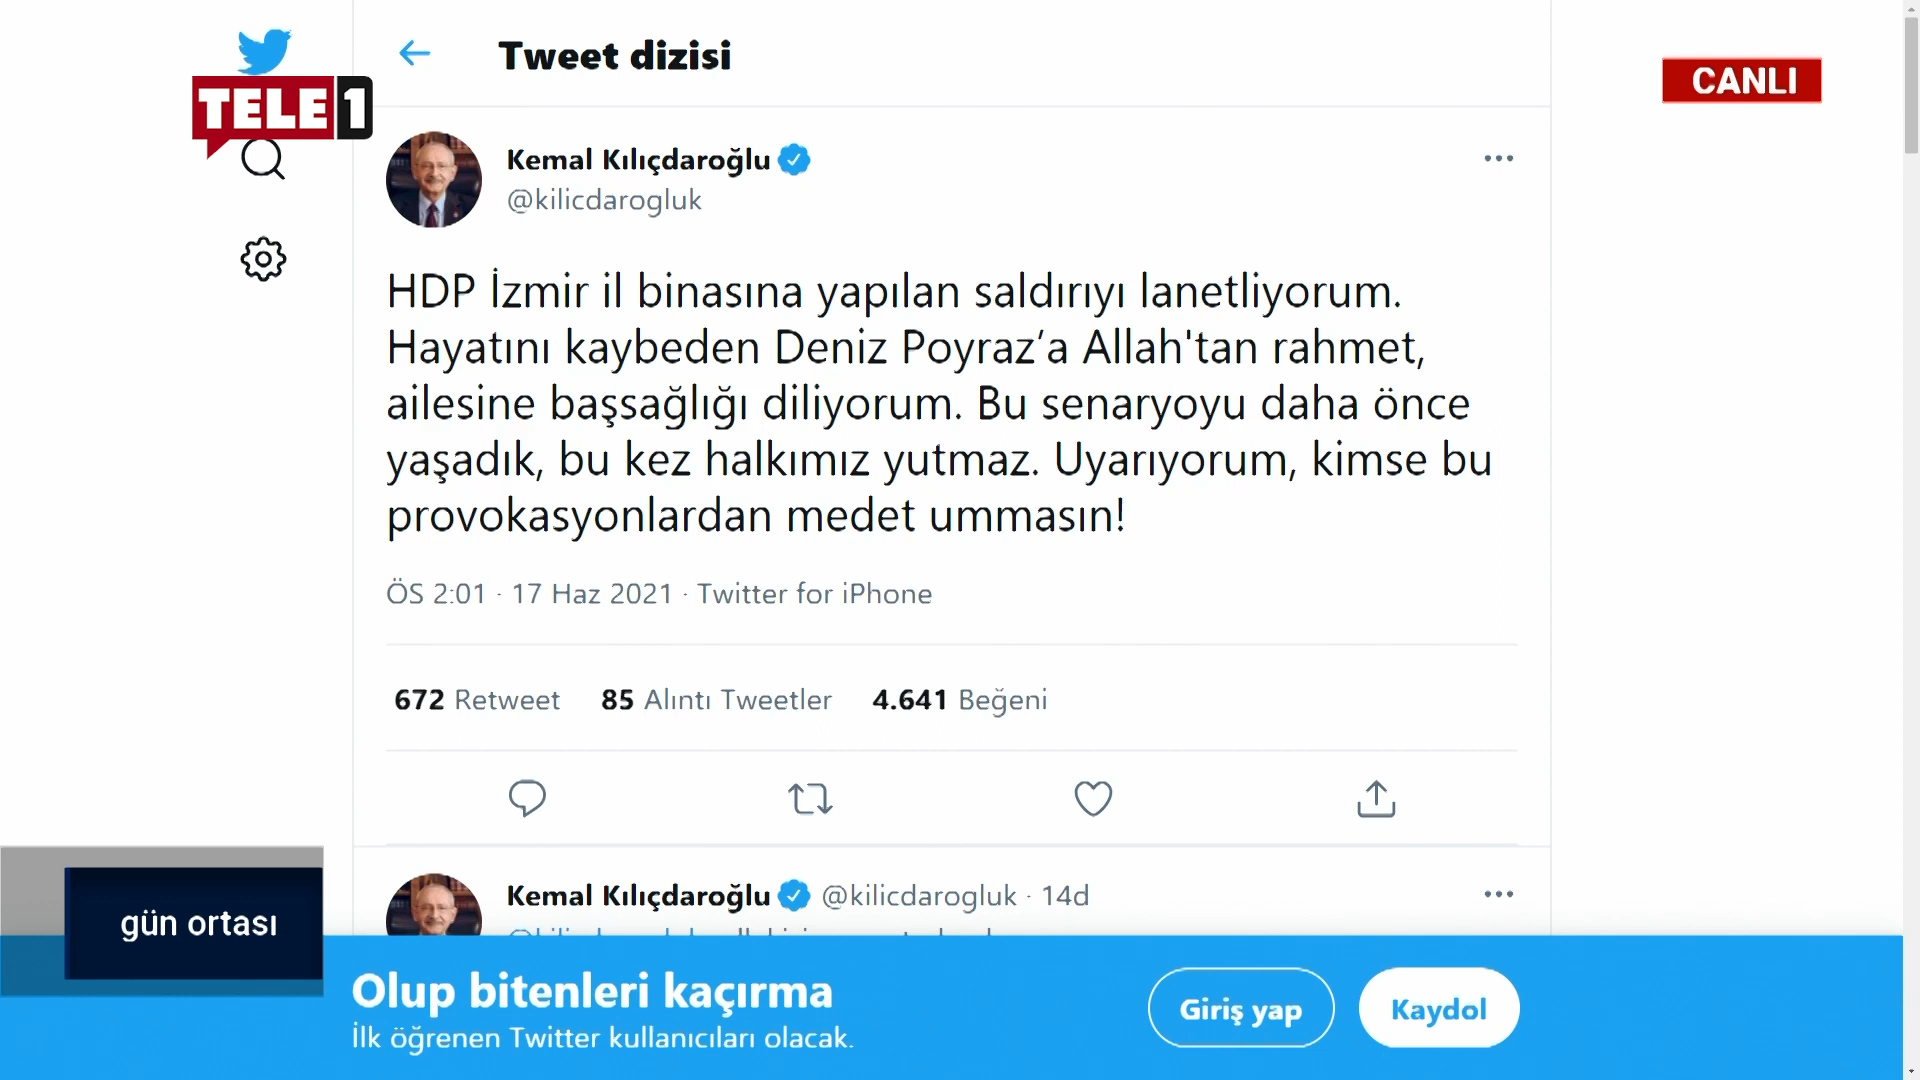 Tweet dizisi
TELE1
CANLI
Kemal Kılıçdaroğlu
@kilicdarogluk
HDP İzmir il binasına yapılan saldırıyı lanetliyorum.
Hayatını kaybeden Deniz Poyraz’a Allah'tan rahmet,
ailesine başsağlığı diliyorum. Bu senaryoyu daha önce
yaşadık, bu kez halkımız yutmaz. Uyarıyorum, kimse bu
provokasyonlardan medet ummasın!
ÖS 2:01 · 17 Haz 2021 · Twitter for iPhone
672 Retweet 85 Alıntı Tweetler 4.641 Beğeni
Kemal Kılıçdaroğlu @kilicdarogluk · 14d
gün ortası
Olup bitenleri kaçırma
İlk öğrenen Twitter kullanıcıları olacak.
Giriş yap
Kaydol